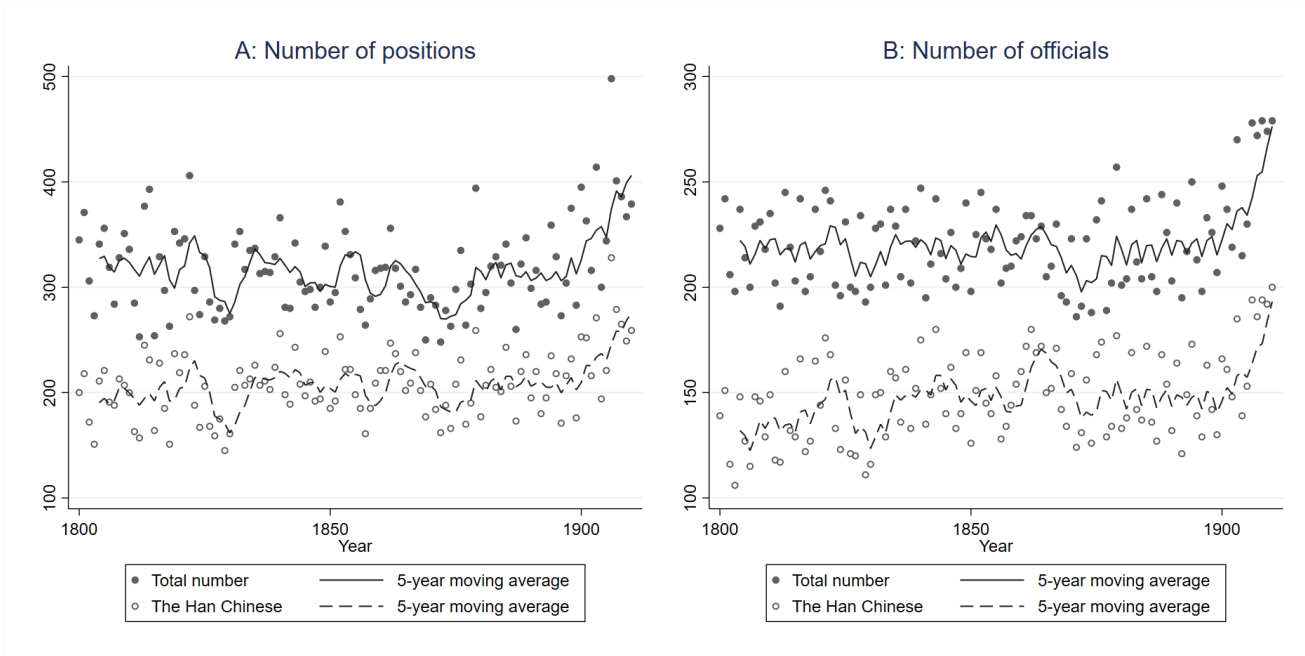 A: Number of positions
500
400
300
200
100
1800
1850
1900
Year
Total number
5-year moving average
The Han Chinese
5-year moving average
B: Number of officials
300
250
200
150
100
1800
1850
1900
Year
Total number
5-year moving average
The Han Chinese
5-year moving average